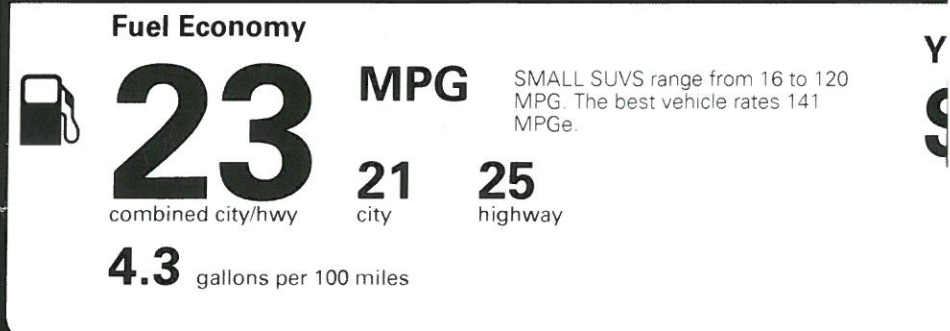 Fuel Economy
23
combined city/hwy
MPG
21
city
25
highway
SMALL SUVS range from 16 to 120
MPG. The best vehicle rates 141
MPGe.
4.3 gallons per 100 miles
Y